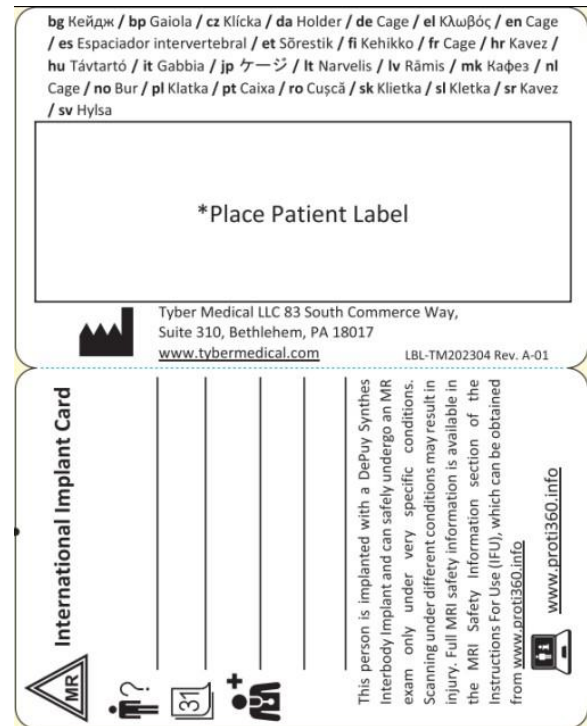 bg Кейдж / bp Gaiola / cz Klícka / da Holder / de Cage / el Κλωβός / en Cage
/ es Espaciador intervertebral / et Sõrestik / fi Kehikko / fr Cage / hr Kavez /
hu Távtartó / it Gabbia / jp ケージ / lt Narvelis / lv Rāmis / mk Кафез / nl
Cage / no Bur / pl Klatka / pt Caixa / ro Cușcă / sk Klietka / sl Kletka / sr Kavez
/ sv Hylsa
*Place Patient Label
Tyber Medical LLC 83 South Commerce Way,
Suite 310, Bethlehem, PA 18017
www.tybermedical.com
LBL-TM202304 Rev. A-01
MR
International Implant Card
?
31
This person is implanted with a DePuy Synthes
Interbody Implant and can safely undergo an MR
exam only under very specific conditions.
Scanning under different conditions may result in
injury. Full MRI safety information is available in
the MRI Safety Information section of the
Instructions For Use (IFU), which can be obtained
from www.proti360.info
www.proti360.info